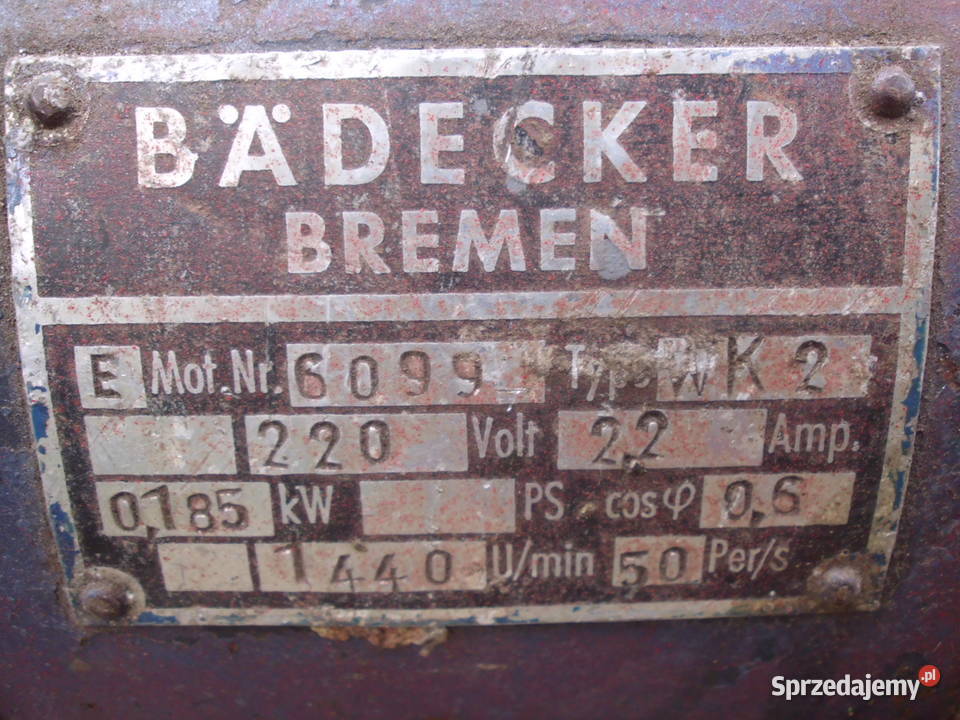 BÄDECKER
BREMEN
E Mot.Nr. 6099 Type WK 2
220 Volt 2,2 Amp.
0,185 kW PS cosφ 0,6
1440 U/min 50 Per/s
Sprzedajemy.pl